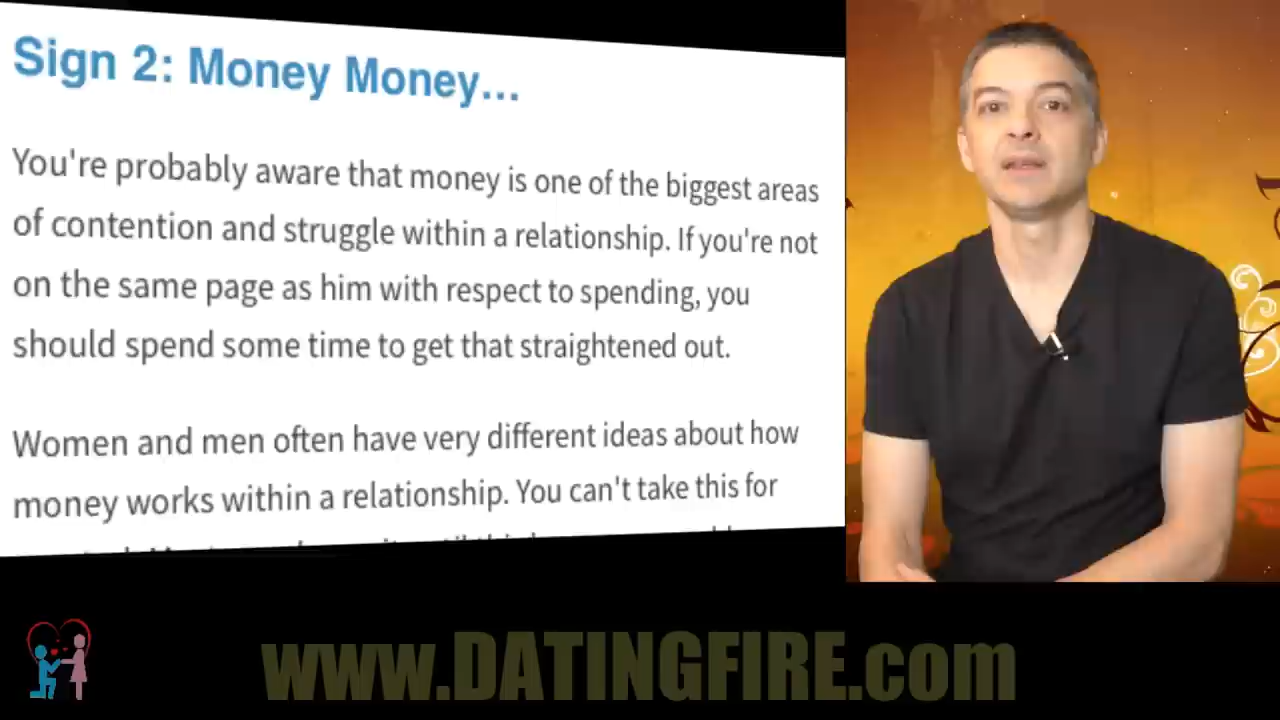 Sign 2: Money Money...
You're probably aware that money is one of the biggest areas
of contention and struggle within a relationship. If you're not
on the same page as him with respect to spending, you
should spend some time to get that straightened out.
Women and men often have very different ideas about how
money works within a relationship. You can't take this for
www.DATINGFIRE.com